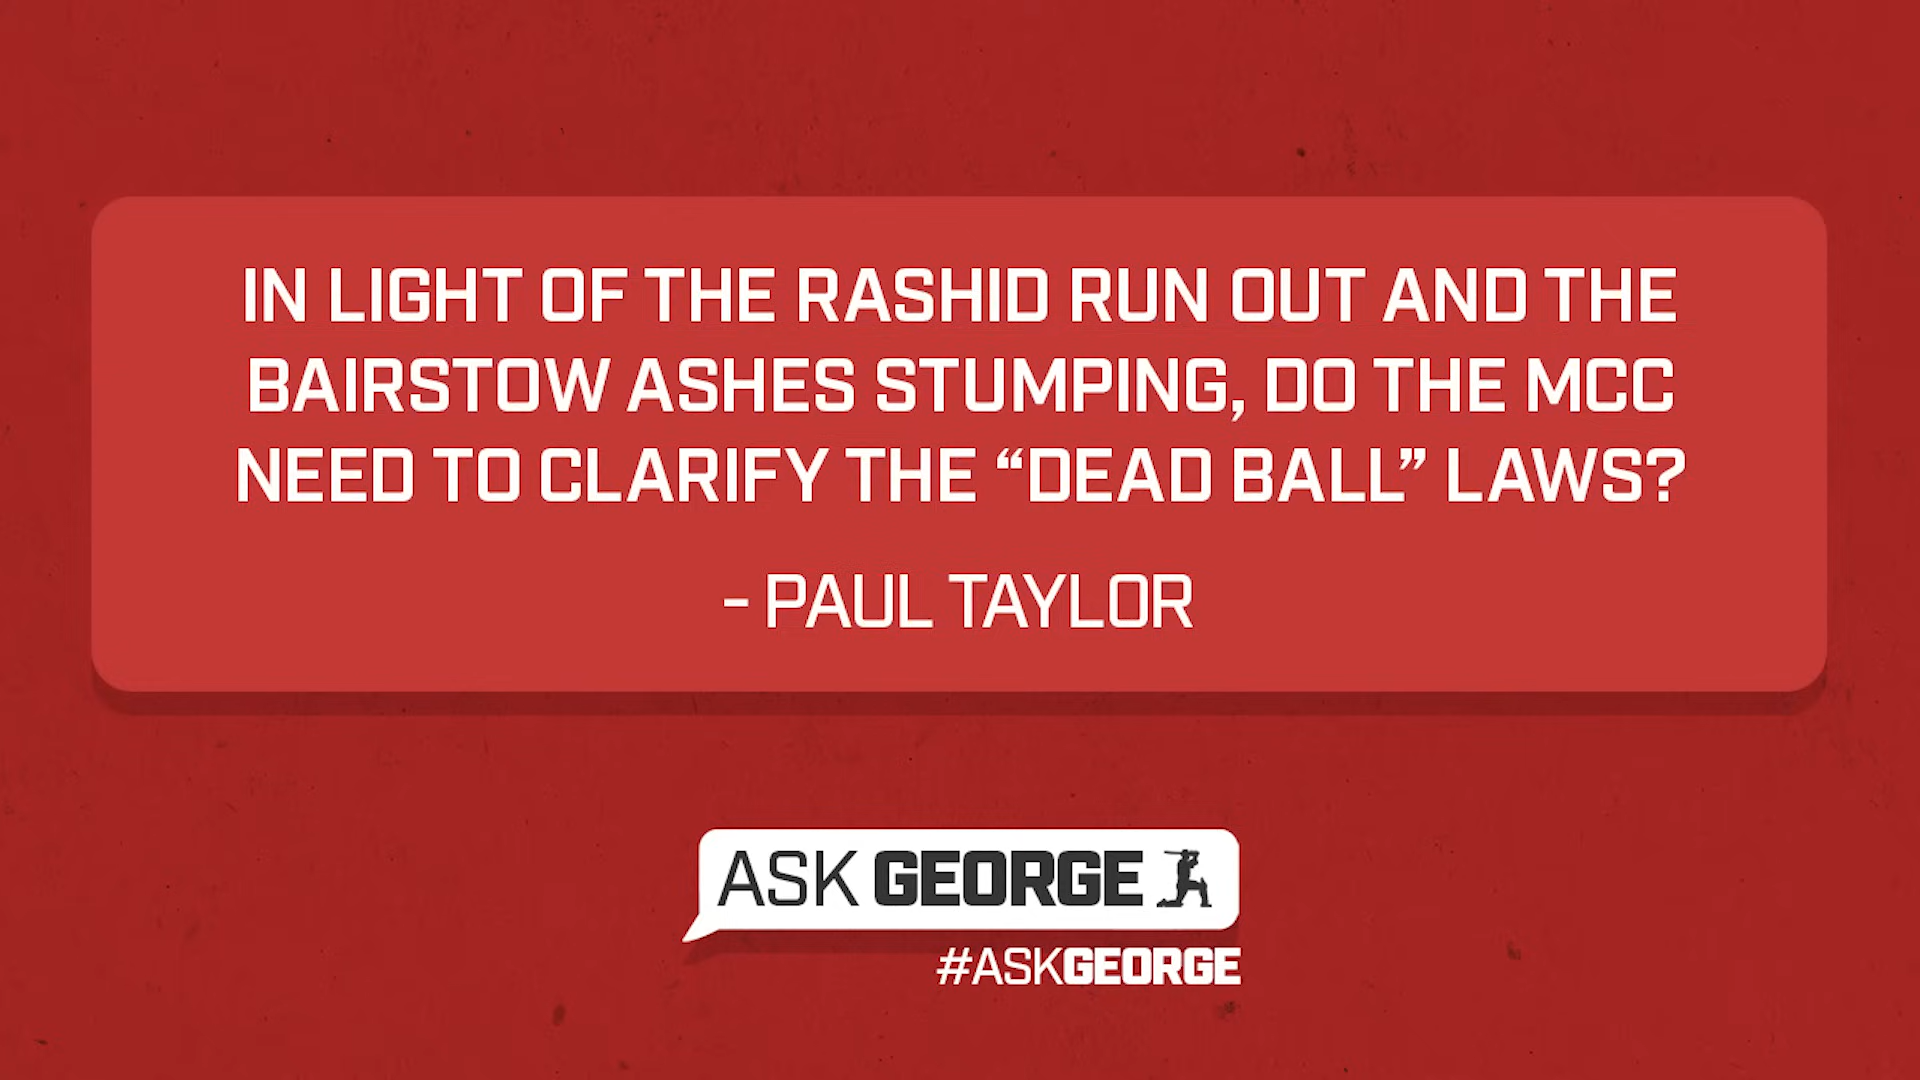 IN LIGHT OF THE RASHID RUN OUT AND THE
BAIRSTOW ASHES STUMPING, DO THE MCC
NEED TO CLARIFY THE “DEAD BALL” LAWS?
- PAUL TAYLOR
ASK GEORGE
#ASKGEORGE